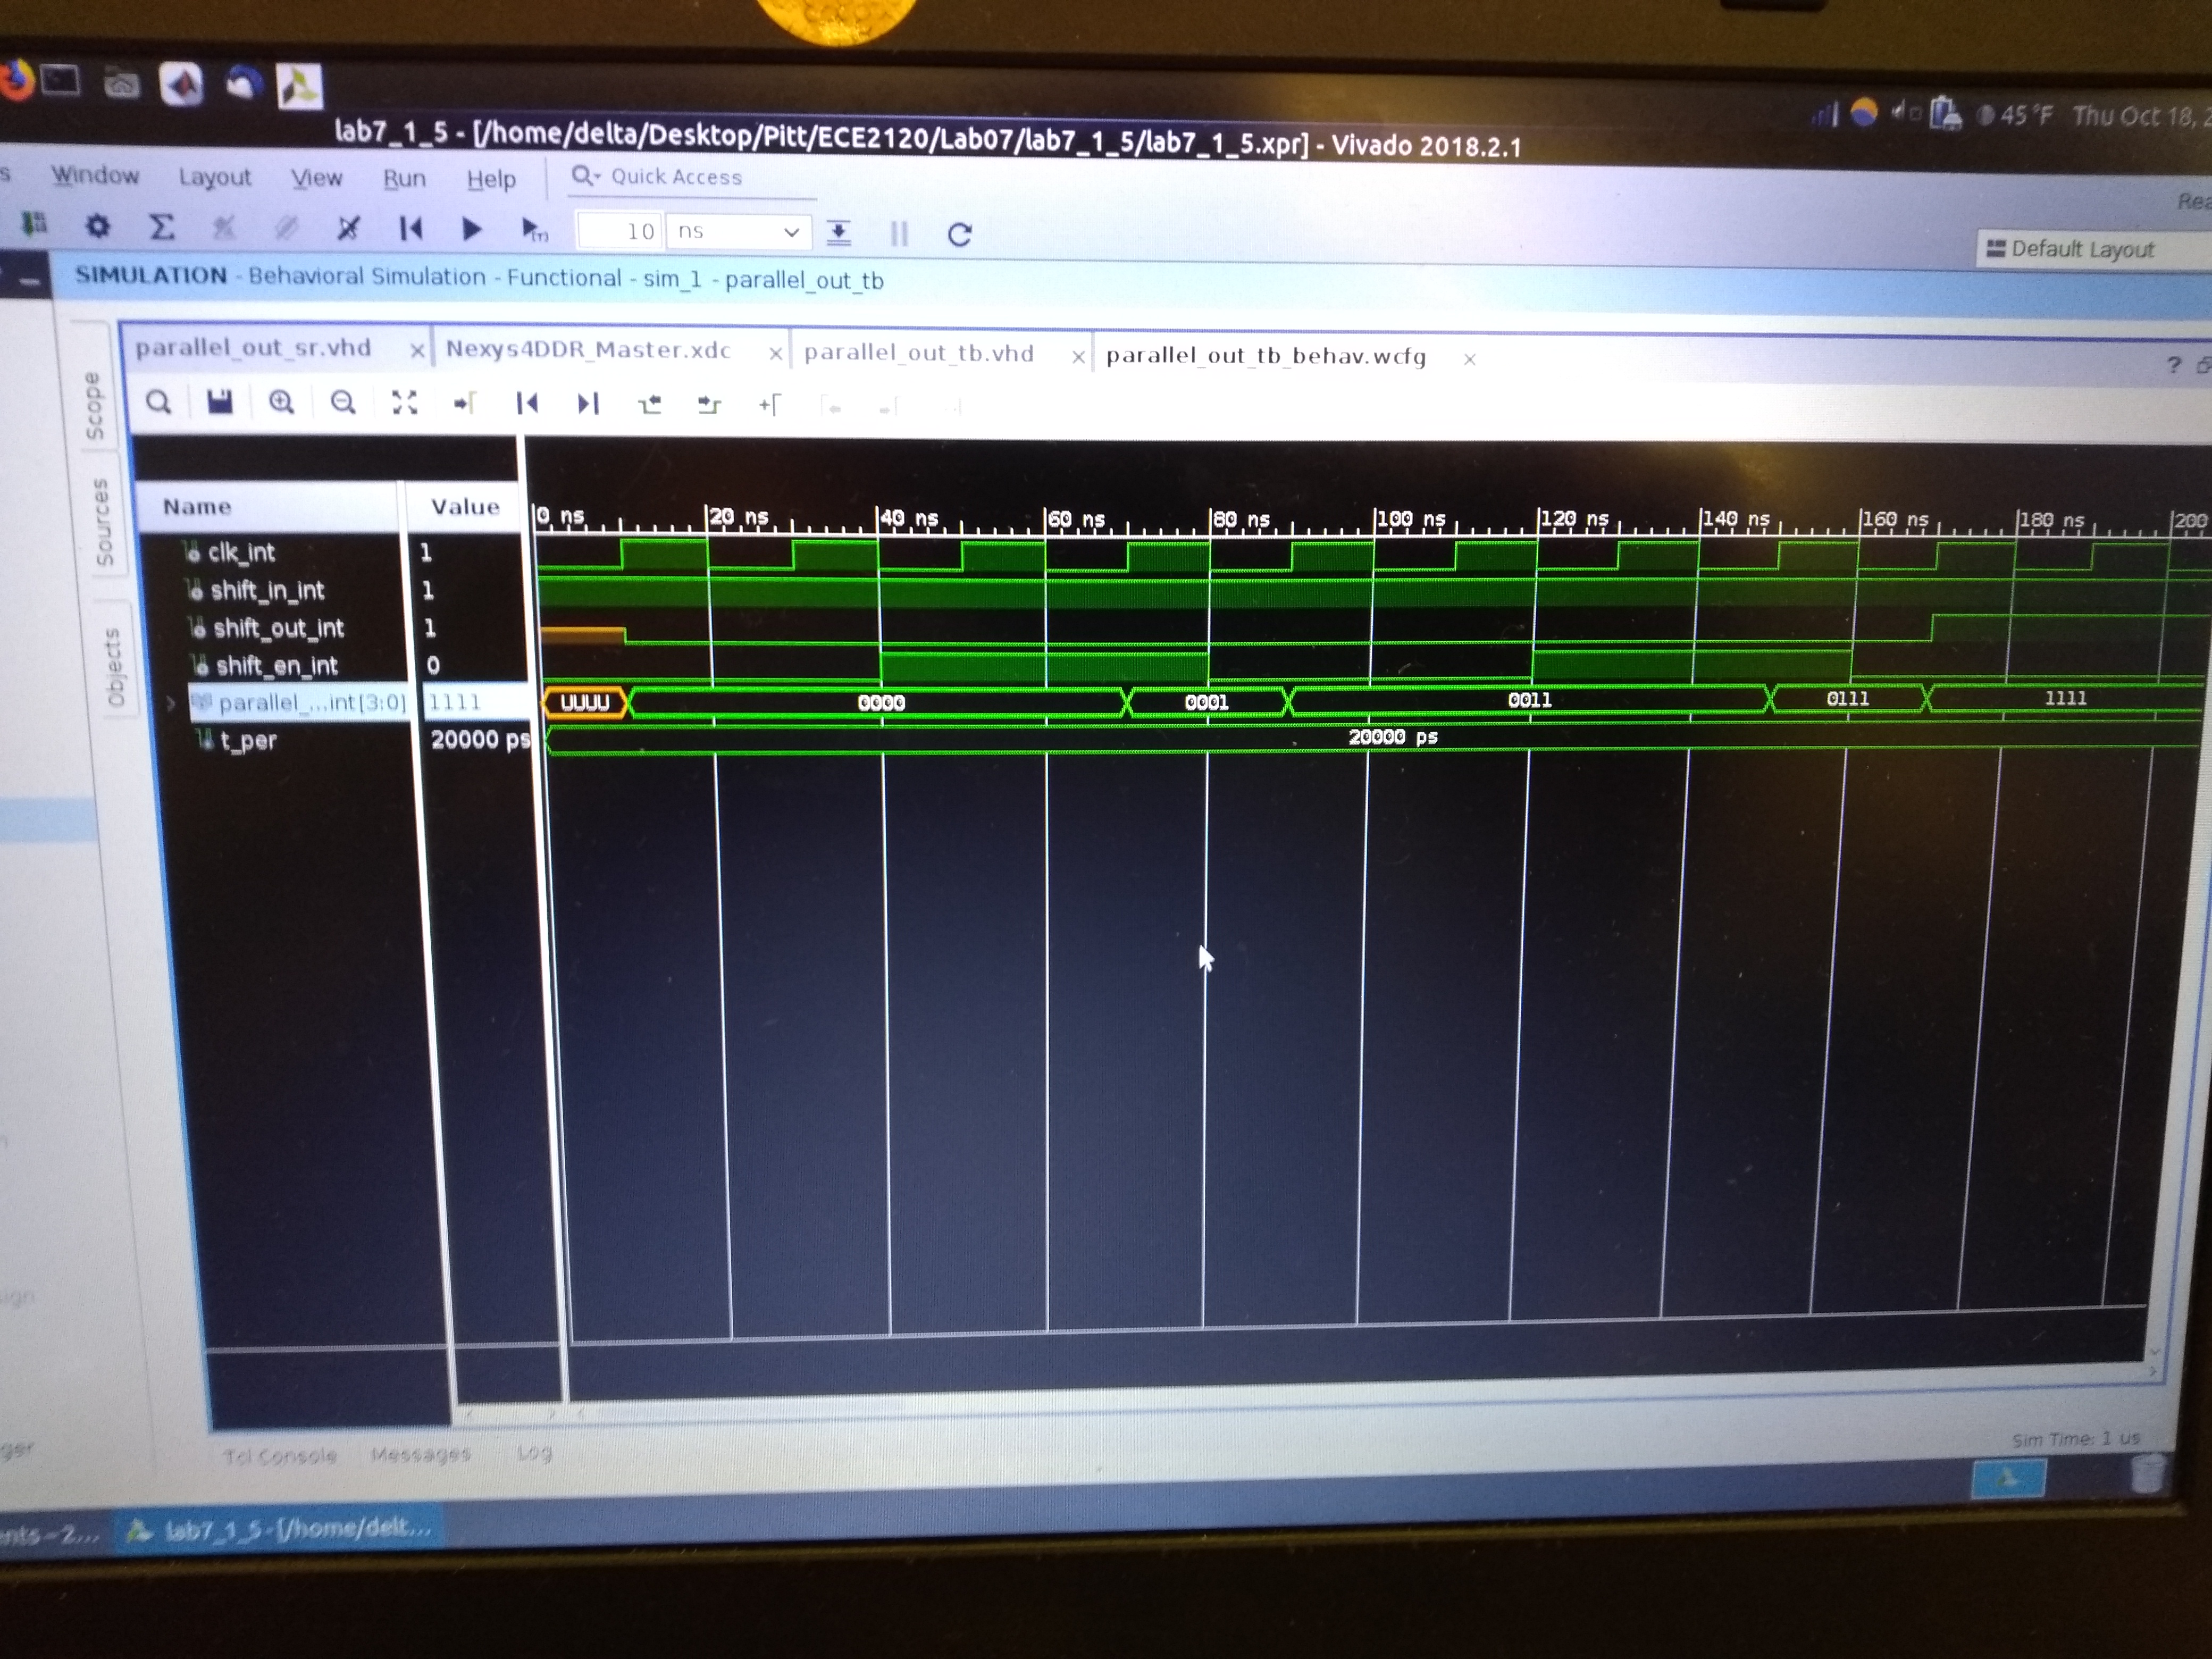 45 °F Thu Oct 18, 2
lab7_1_5 - [/home/delta/Desktop/Pitt/ECE2120/Lab07/lab7_1_5/lab7_1_5.xpr] - Vivado 2018.2.1
s Window Layout View Run Help Quick Access
Rea
10 ns
Default Layout
SIMULATION - Behavioral Simulation - Functional - sim_1 - parallel_out_tb
parallel_out_sr.vhd × Nexys4DDR_Master.xdc × parallel_out_tb.vhd × parallel_out_tb_behav.wcfg ×
?
Scope
Sources
Objects
Name Value
0 ns 20 ns 40 ns 60 ns 80 ns 100 ns 120 ns 140 ns 160 ns 180 ns 200
clk_int 1
shift_in_int 1
shift_out_int 1
shift_en_int 0
parallel_...int[3:0] 1111 UUUU 0000 0001 0011 0111 1111
t_per 20000 ps 20000 ps
ign
ger
Tcl Console Messages Log
Sim Time: 1 us
nts - 2... lab7_1_5 - [/home/delt...